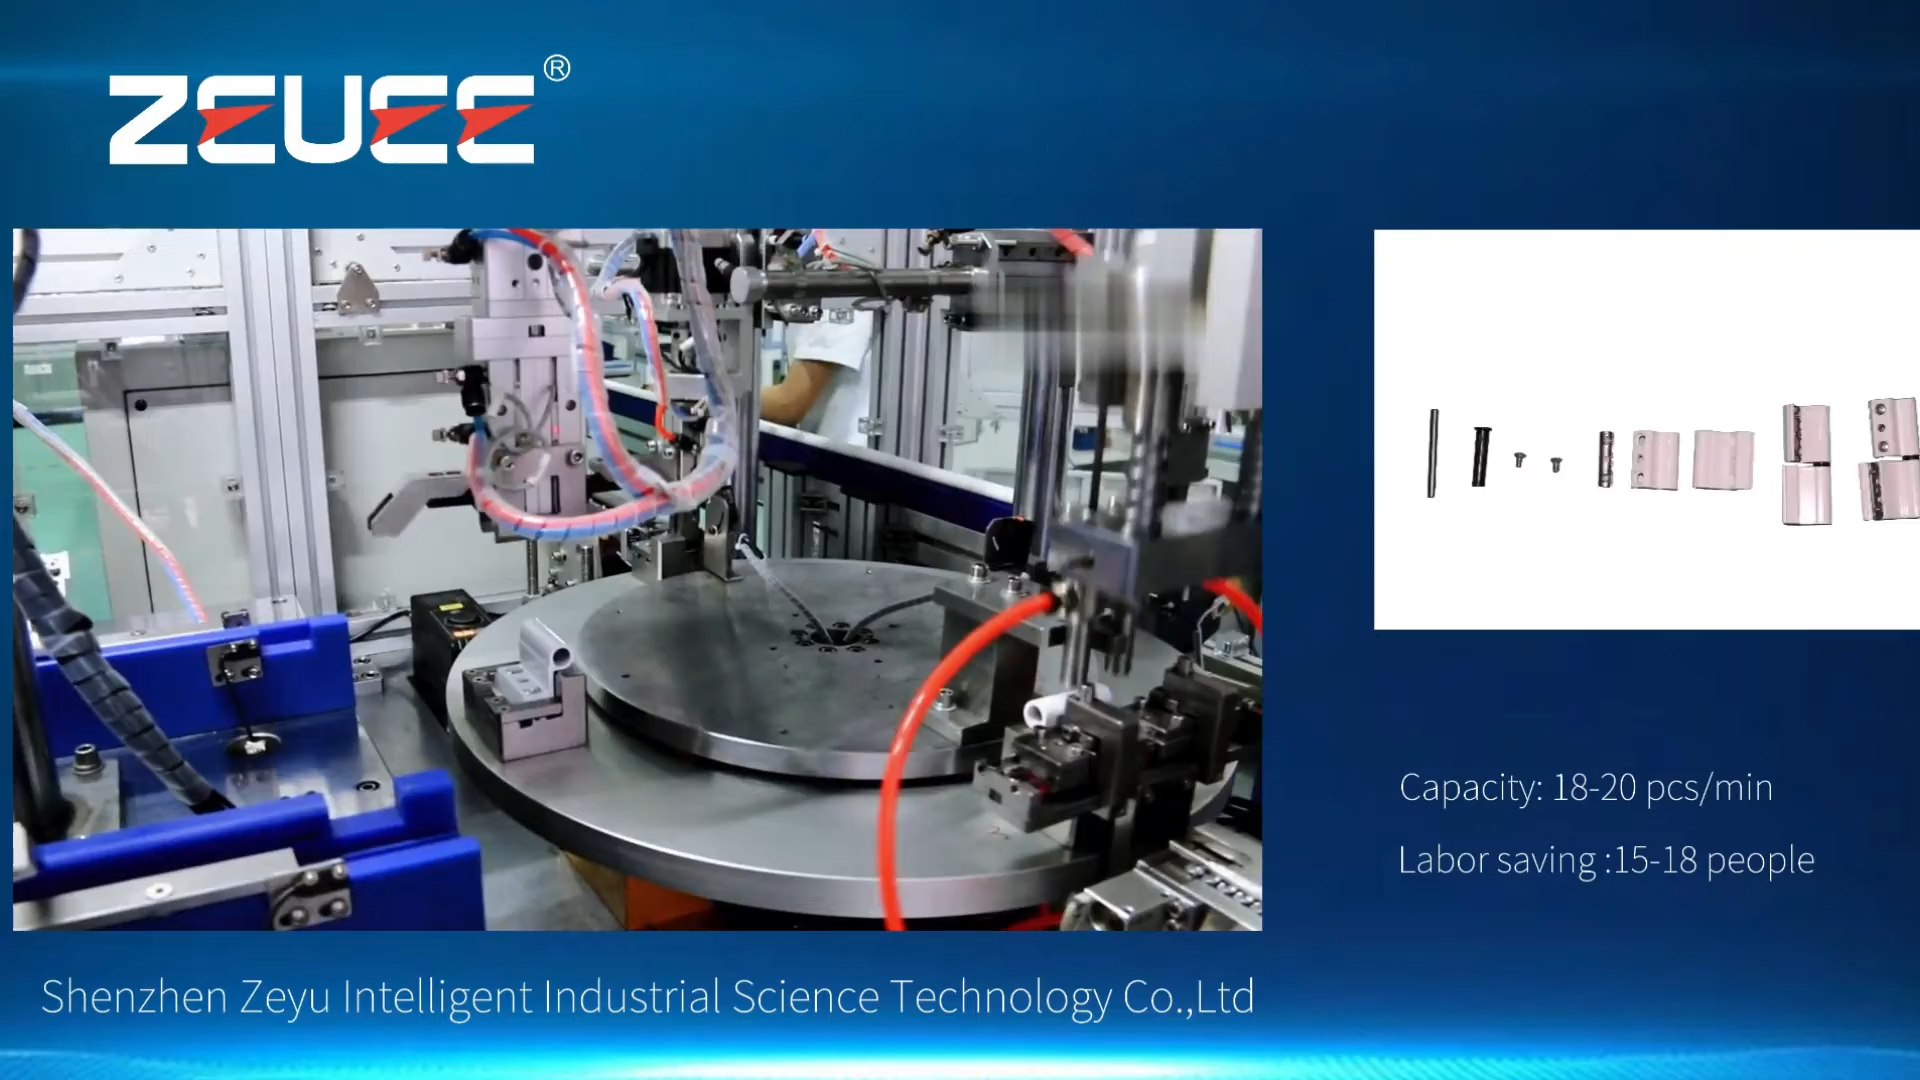 ZEUEE®
Capacity: 18-20 pcs/min
Labor saving :15-18 people
Shenzhen Zeyu Intelligent Industrial Science Technology Co.,Ltd